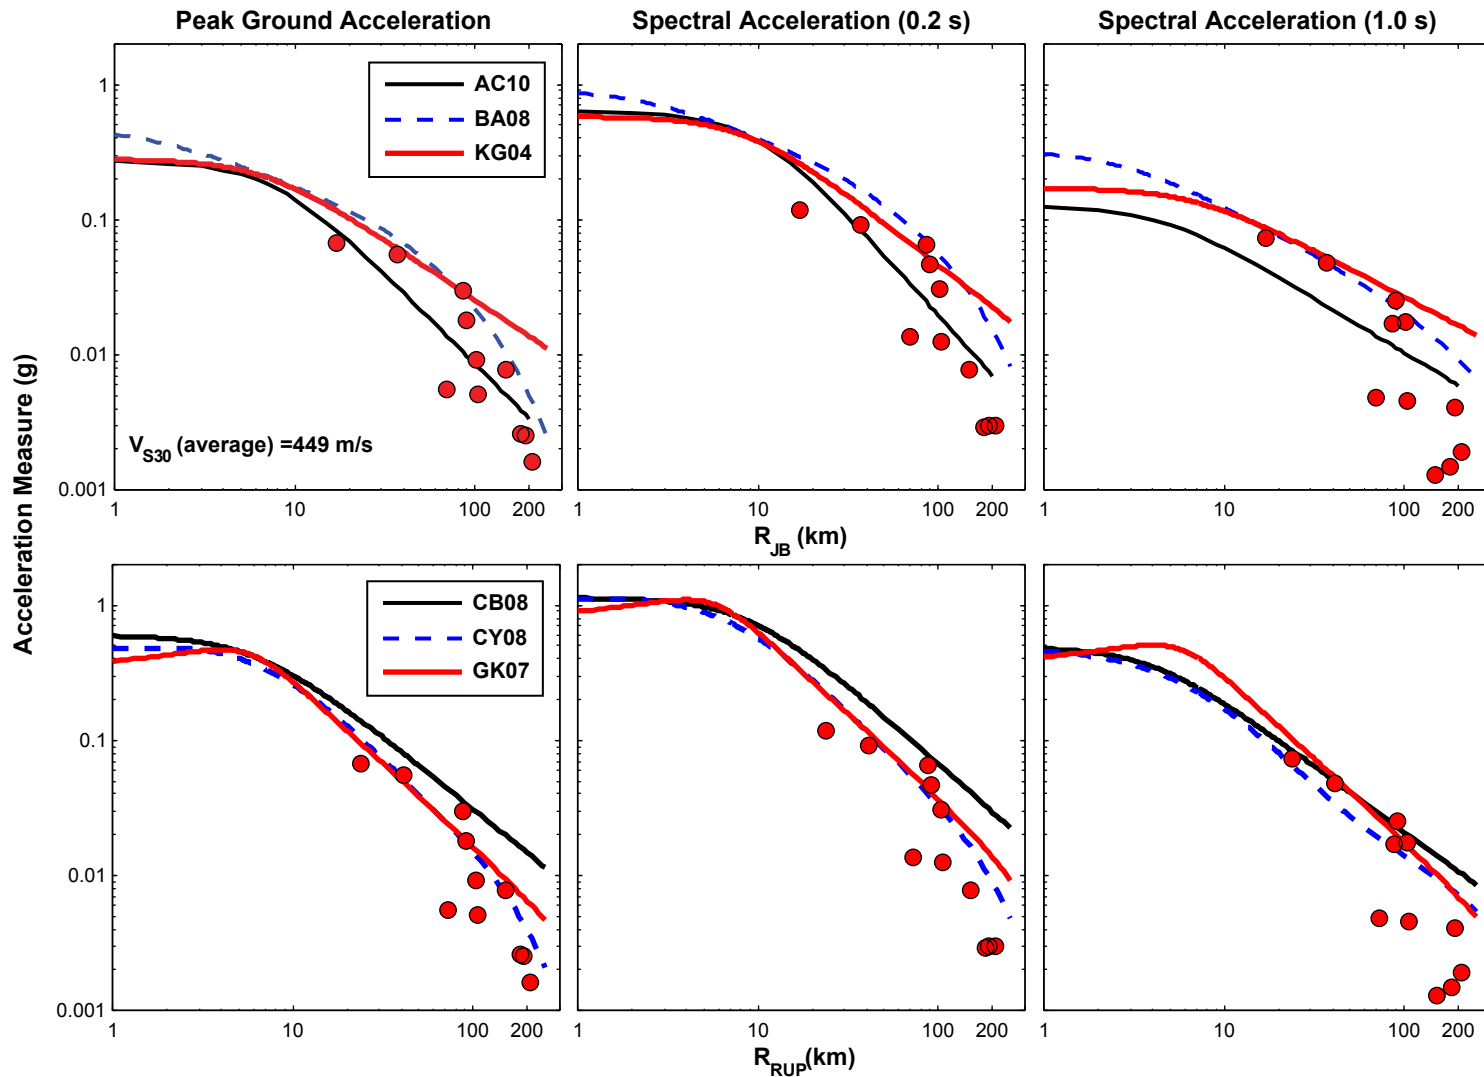 Peak Ground Acceleration
Spectral Acceleration (0.2 s)
Spectral Acceleration (1.0 s)
Acceleration Measure (g)
1
0.1
0.01
0.001
AC10
BA08
KG04
V_S30 (average) =449 m/s
1 10 100 200
1 10 100 200
1 10 100 200
R_JB (km)
1
0.1
0.01
0.001
CB08
CY08
GK07
1 10 100 200
1 10 100 200
1 10 100 200
R_RUP(km)